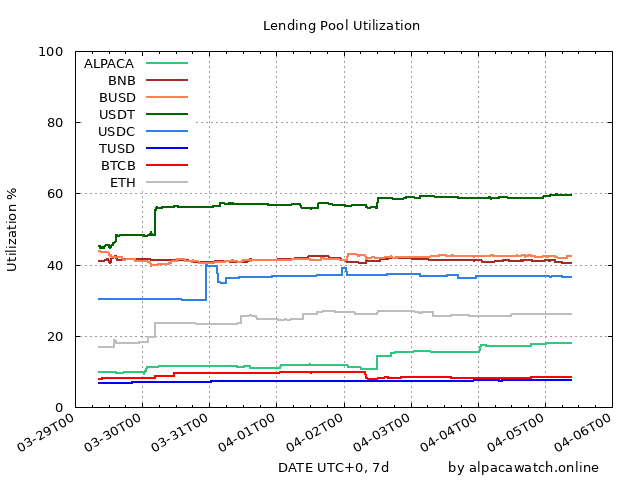 Lending Pool Utilization
100
80
60
40
20
0
Utilization %
ALPACA
BNB
BUSD
USDT
USDC
TUSD
BTCB
ETH
03-29T00
03-30T00
03-31T00
04-01T00
04-02T00
04-03T00
04-04T00
04-05T00
04-06T00
DATE UTC+0, 7d
by alpacawatch.online